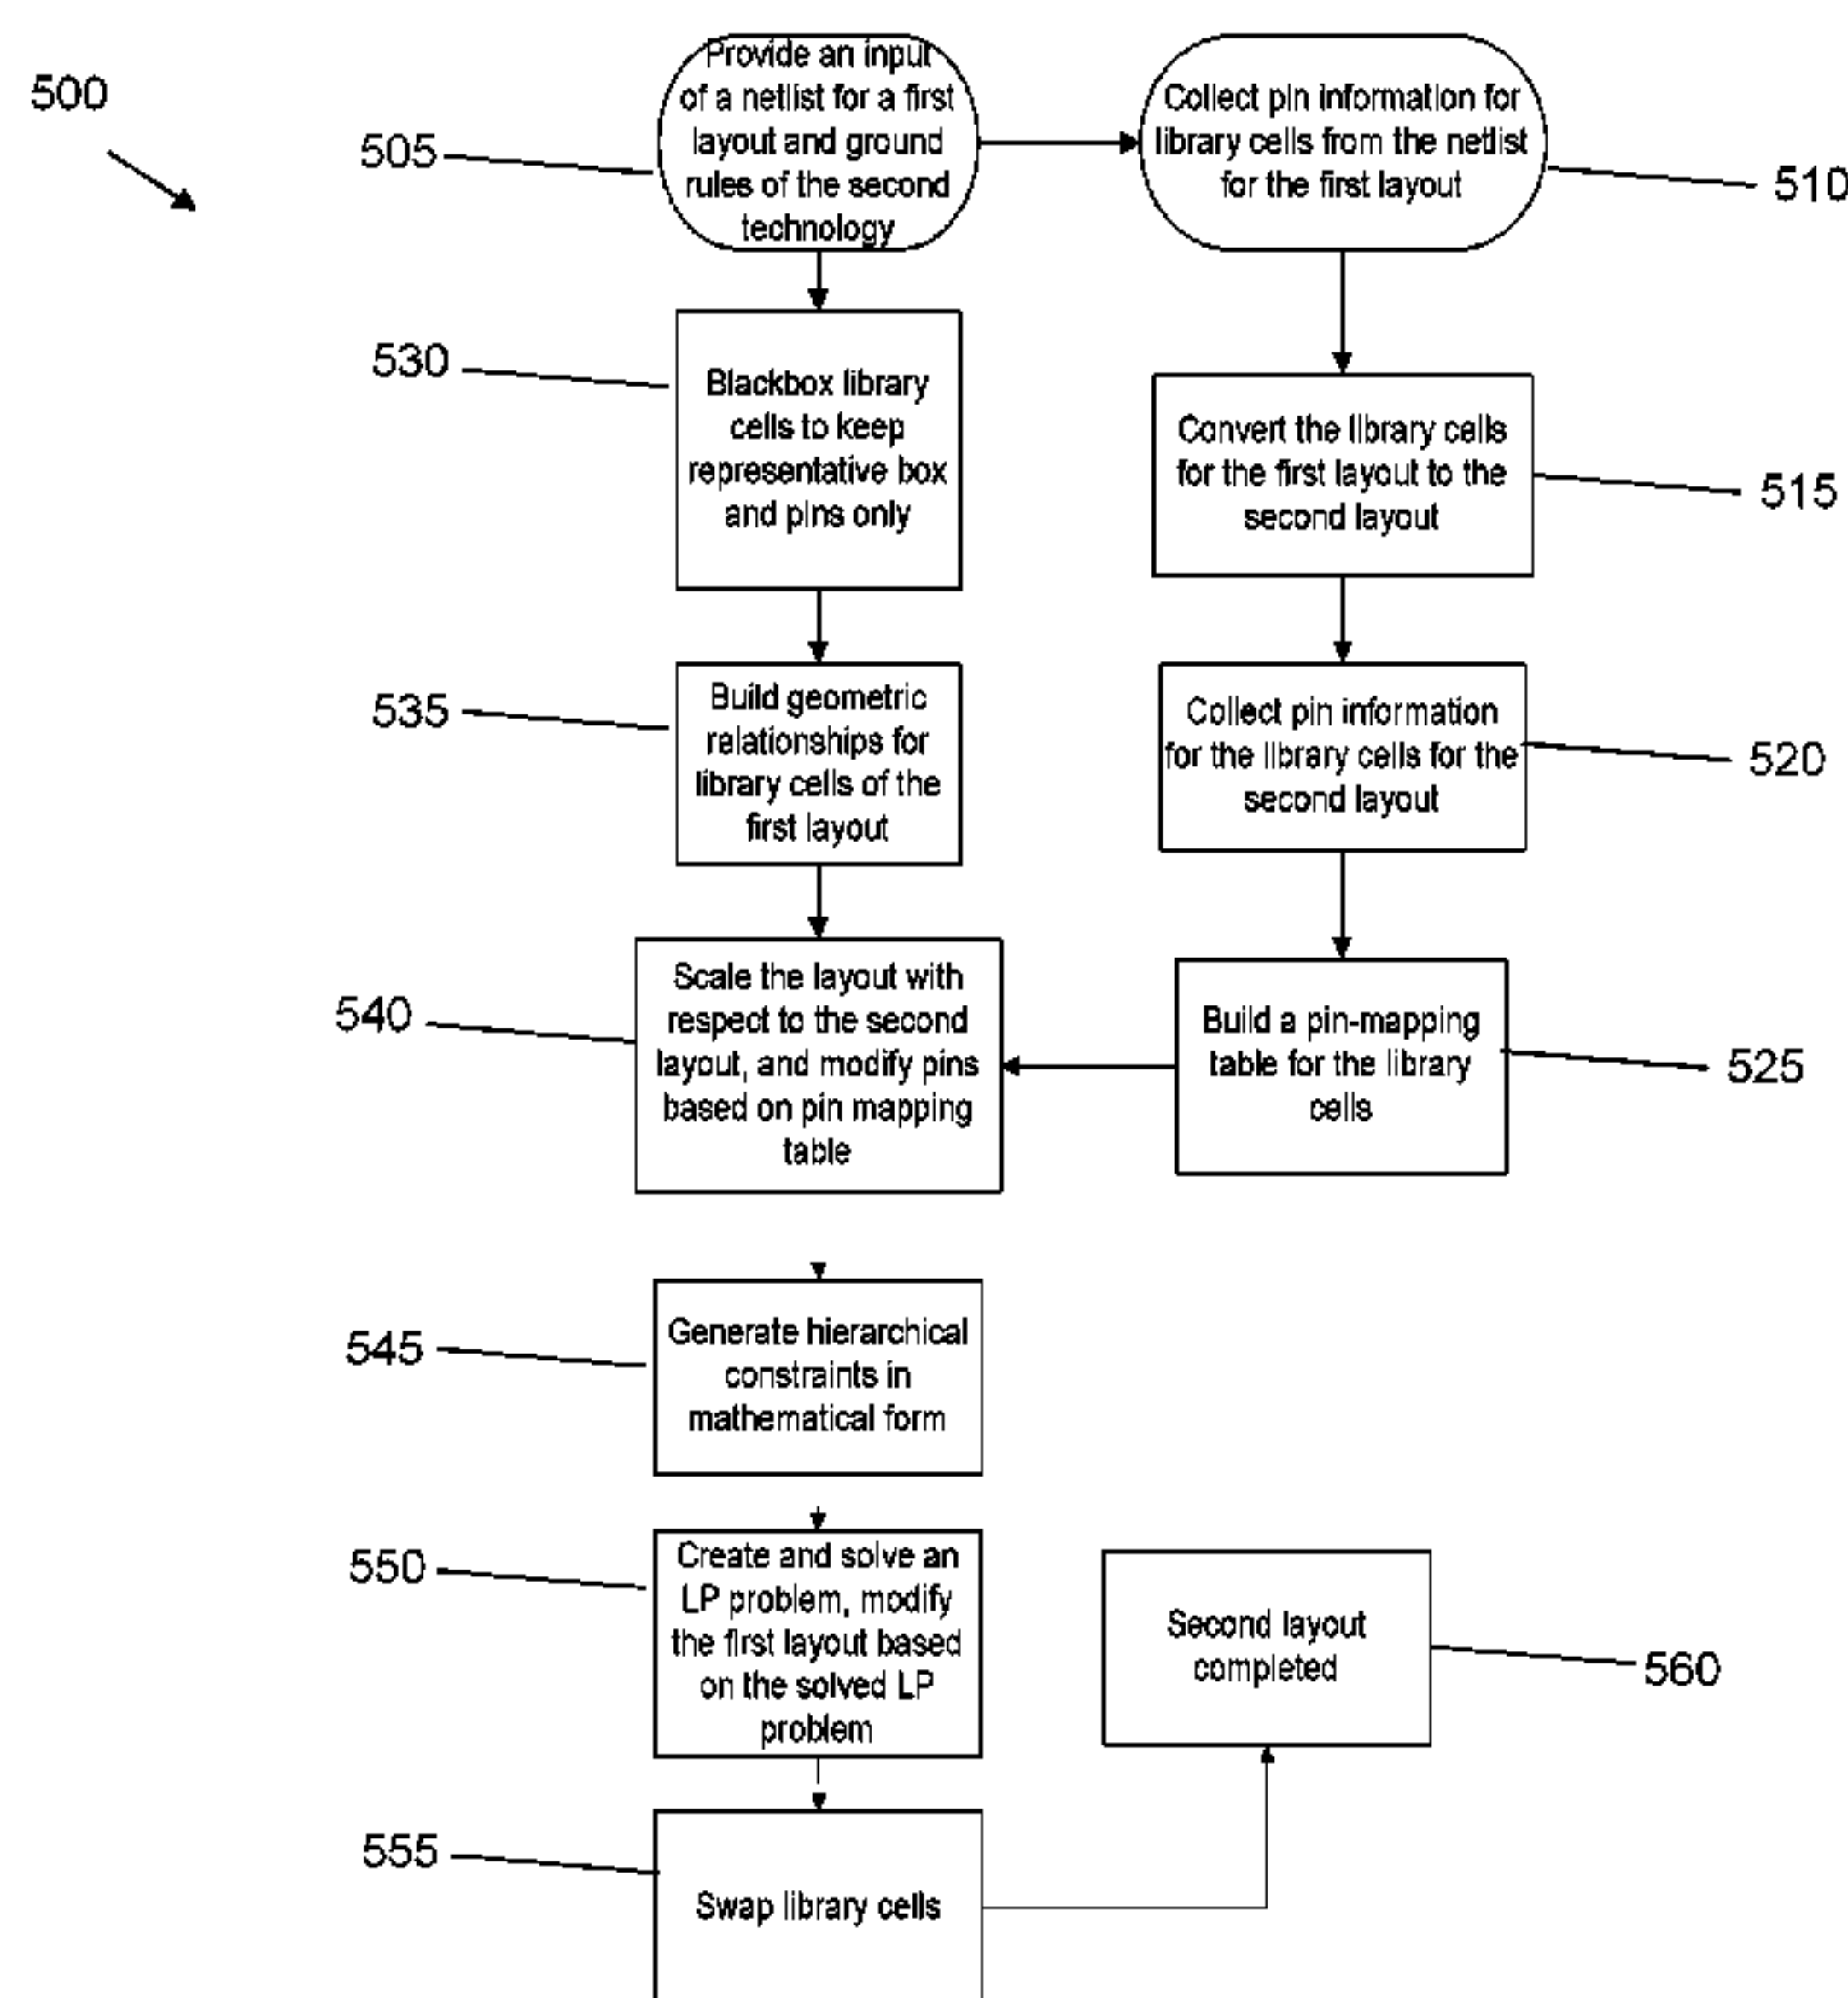 500
505
Provide an input
of a netlist for a first
layout and ground
rules of the second
technology
Collect pin information for
library cells from the netlist
for the first layout
510
530
Blackbox library
cells to keep
representative box
and pins only
Convert the library cells
for the first layout to the
second layout
515
535
Build geometric
relationships for
library cells of the
first layout
Collect pin information
for the library cells for the
second layout
520
540
Scale the layout with
respect to the second
layout, and modify pins
based on pin mapping
table
Build a pin-mapping
table for the library
cells
525
545
Generate hierarchical
constraints in
mathematical form
550
Create and solve an
LP problem, modify
the first layout based
on the solved LP
problem
Second layout
completed
560
555
Swap library cells